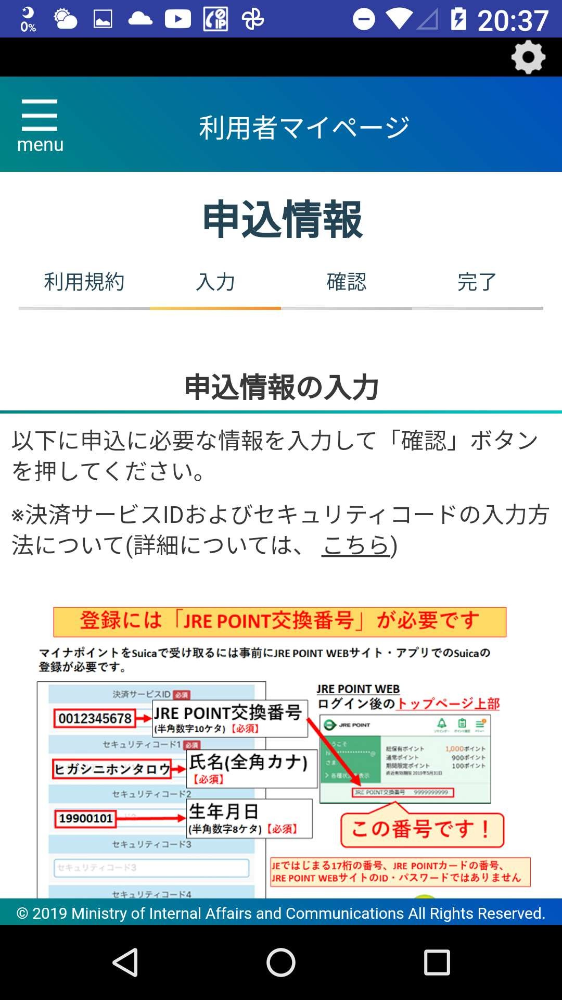 0%
20:37
menu
利用者マイページ
申込情報
利用規約 入力 確認 完了
申込情報の入力
以下に申込に必要な情報を入力して「確認」ボタン
を押してください。
※決済サービスIDおよびセキュリティコードの入力方
法について(詳細については、 こちら)
登録には「JRE POINT交換番号」が必要です
マイナポイントをSuicaで受け取るには事前にJRE POINT WEBサイト・アプリでのSuicaの
登録が必要です。
決済サービスID 必須
0012345678
JRE POINT交換番号
(半角数字10ケタ)【必須】
セキュリティコード1 必須
ヒガシニホンタロウ
氏名(全角カナ)
【必須】
セキュリティコード2
19900101
生年月日
(半角数字8ケタ)【必須】
セキュリティコード3
セキュリティコード3
セキュリティコード4
JRE POINT WEB
ログイン後のトップページ上部
JRE POINT
総保有ポイント 1,000ポイント
通常ポイント 900ポイント
期間限定ポイント 100ポイント
直近有効期限 2019年5月31日
JRE POINT交換番号 9999999999
この番号です！
JEではじまる17桁の番号、JRE POINTカードの番号、
JRE POINT WEBサイトのID・パスワードではありません
© 2019 Ministry of Internal Affairs and Communications All Rights Reserved.